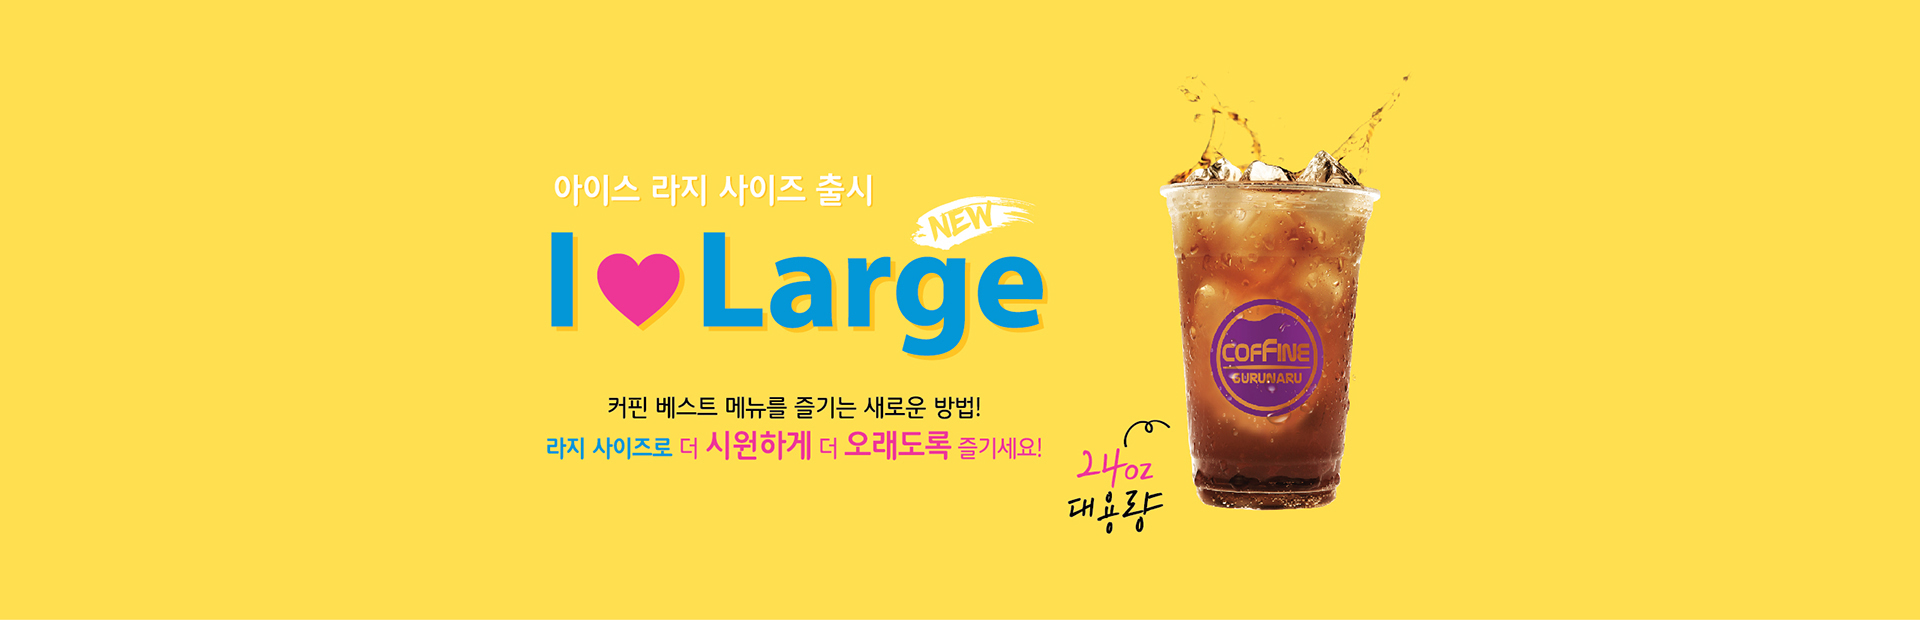 아이스 라지 사이즈 출시
NEW
I ♥ Large
커핀 베스트 메뉴를 즐기는 새로운 방법!
라지 사이즈로 더 시원하게 더 오래도록 즐기세요!
24oz
대용량
COFFINE
GURUNARU